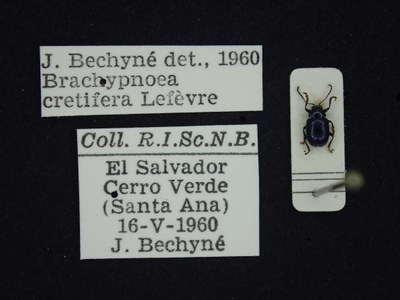 J. Bechyné det., 1960
Brachypnoea
cretifera Lefèvre
Coll. R.I.Sc.N.B.
El Salvador
Cerro Verde
(Santa Ana)
16-V-1960
J. Bechyné